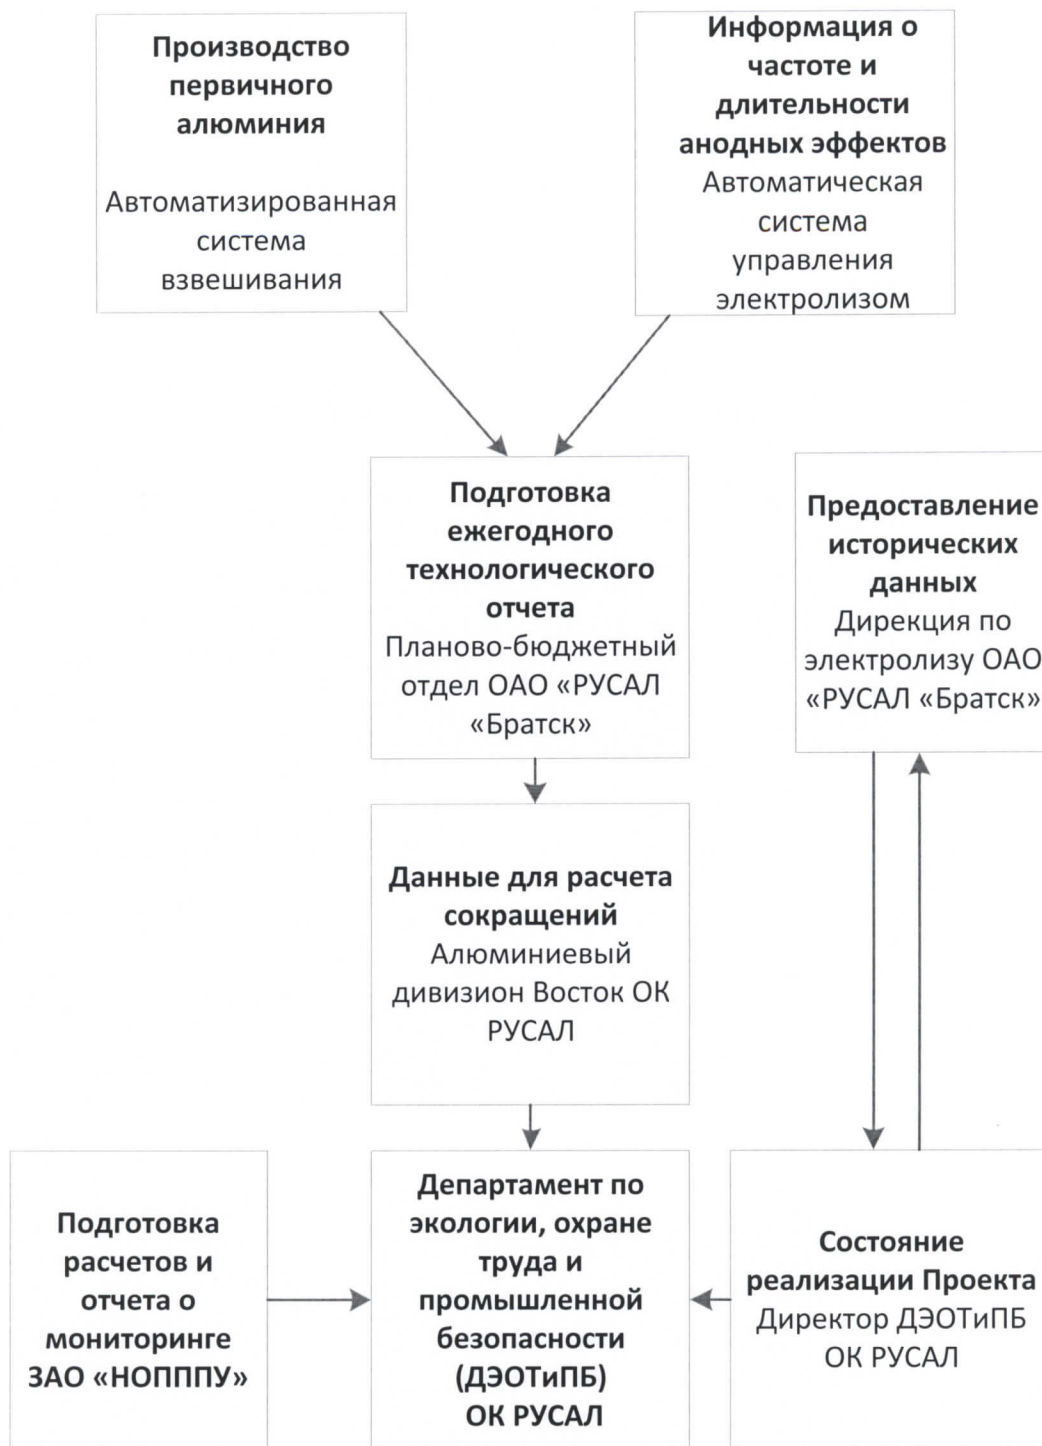 Производство
первичного
алюминия
Автоматизированная
система
взвешивания
Информация о
частоте и
длительности
анодных эффектов
Автоматическая
система
управления
электролизом
Подготовка
ежегодного
технологического
отчета
Планово-бюджетный
отдел ОАО «РУСАЛ
«Братск»
Предоставление
исторических
данных
Дирекция по
электролизу ОАО
«РУСАЛ «Братск»
Данные для расчета
сокращений
Алюминиевый
дивизион Восток ОК
РУСАЛ
Подготовка
расчетов и
отчета о
мониторинге
ЗАО «НОПППУ»
Департамент по
экологии, охране
труда и
промышленной
безопасности
(ДЭОТиПБ)
ОК РУСАЛ
Состояние
реализации Проекта
Директор ДЭОТиПБ
ОК РУСАЛ